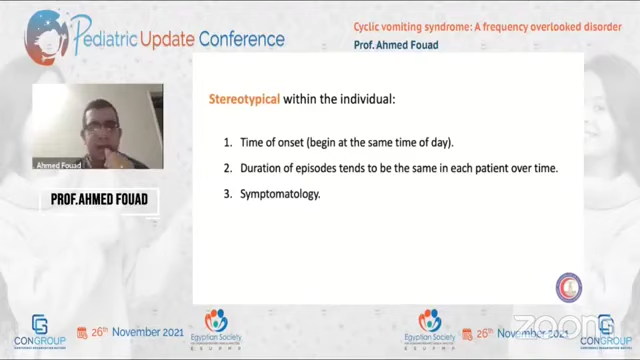 Pediatric Update Conference
Cyclic vomiting syndrome: A frequency overlooked disorder
Prof. Ahmed Fouad
Stereotypical within the individual:
1. Time of onset (begin at the same time of day).
2. Duration of episodes tends to be the same in each patient over time.
3. Symptomatology.
Ahmed Fouad
PROF.AHMED FOUAD
CONGROUP
26th November 2021
Egyptian Society
Egyptian Society
26th November 2021
CONGROUP
zoom